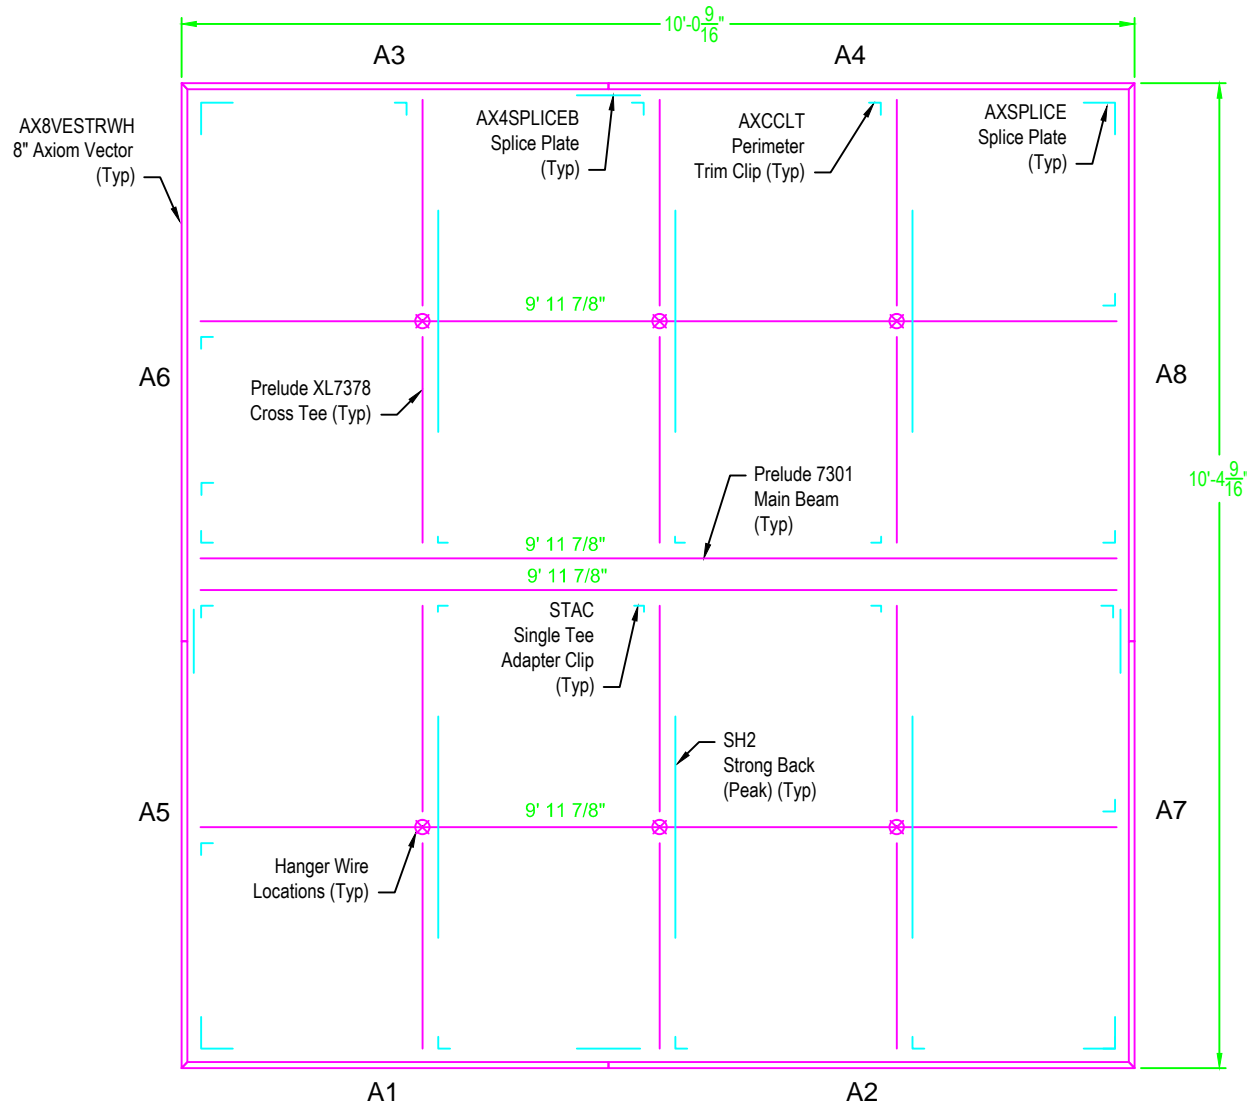 10'-0 9/16"
A3
A4
AX8VESTRWH
8" Axiom Vector
(Typ)
AX4SPLICEB
Splice Plate
(Typ)
AXCCLT
Perimeter
Trim Clip (Typ)
AXSPLICE
Splice Plate
(Typ)
9' 11 7/8"
A6
A8
Prelude XL7378
Cross Tee (Typ)
10'-4 9/16"
Prelude 7301
Main Beam
(Typ)
9' 11 7/8"
9' 11 7/8"
STAC
Single Tee
Adapter Clip
(Typ)
SH2
Strong Back
(Peak) (Typ)
A5
A7
9' 11 7/8"
Hanger Wire
Locations (Typ)
A1
A2